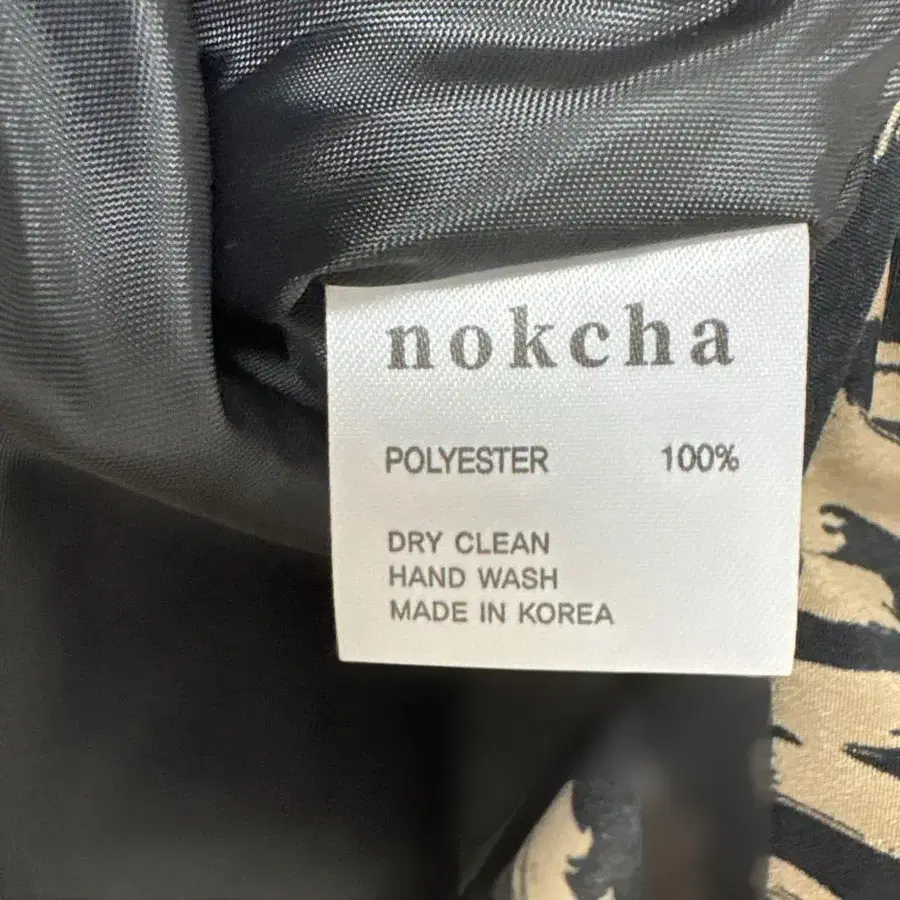 nokcha
POLYESTER 100%
DRY CLEAN
HAND WASH
MADE IN KOREA